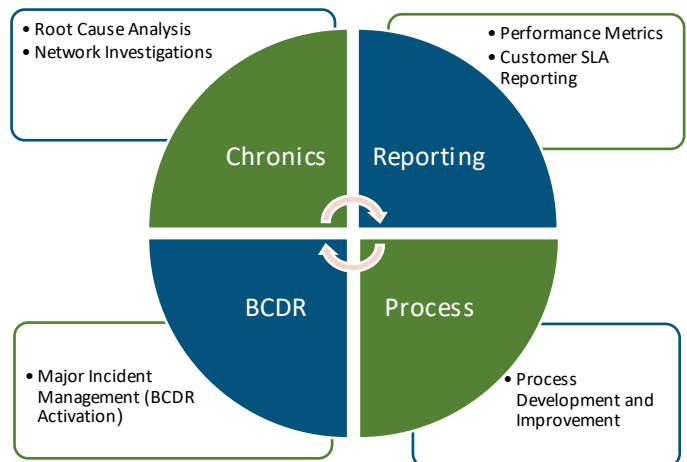 • Root Cause Analysis
• Network Investigations
• Performance Metrics
• Customer SLA
Reporting
Chronics
Reporting
BCDR
Process
• Major Incident
Management (BCDR
Activation)
• Process
Development and
Improvement